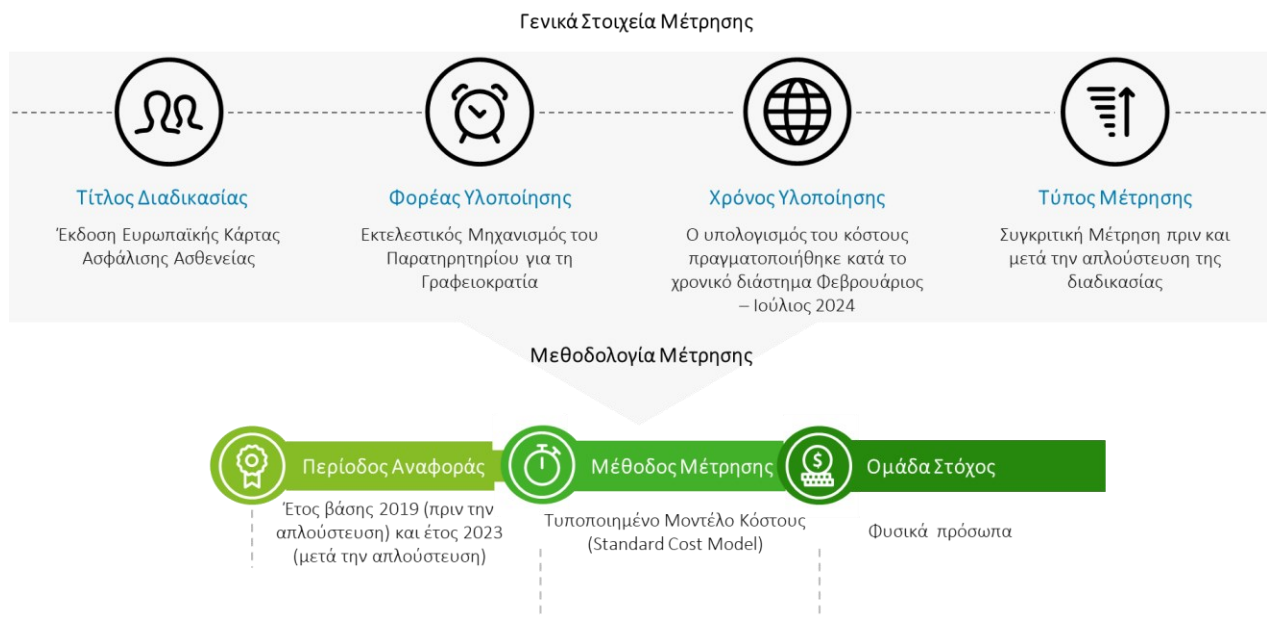 Γενικά Στοιχεία Μέτρησης
Τίτλος Διαδικασίας
Έκδοση Ευρωπαϊκής Κάρτας
Ασφάλισης Ασθενείας
Φορέας Υλοποίησης
Εκτελεστικός Μηχανισμός του
Παρατηρητηρίου για τη
Γραφειοκρατία
Χρόνος Υλοποίησης
Ο υπολογισμός του κόστους
πραγματοποιήθηκε κατά το
χρονικό διάστημα Φεβρουάριος
– Ιούλιος 2024
Τύπος Μέτρησης
Συγκριτική Μέτρηση πριν και
μετά την απλούστευση της
διαδικασίας
Μεθοδολογία Μέτρησης
Περίοδος Αναφοράς
Έτος βάσης 2019 (πριν την
απλούστευση) και έτος 2023
(μετά την απλούστευση)
Μέθοδος Μέτρησης
Τυποποιημένο Μοντέλο Κόστους
(Standard Cost Model)
$
Ομάδα Στόχος
Φυσικά πρόσωπα